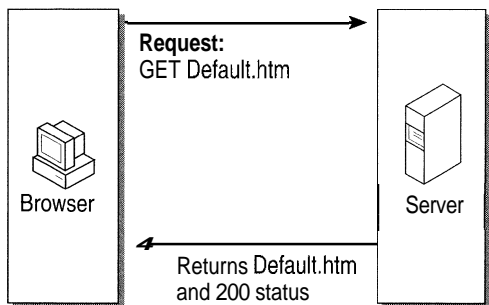 Request:
GET Default.htm
Browser
Server
Returns Default.htm
and 200 status